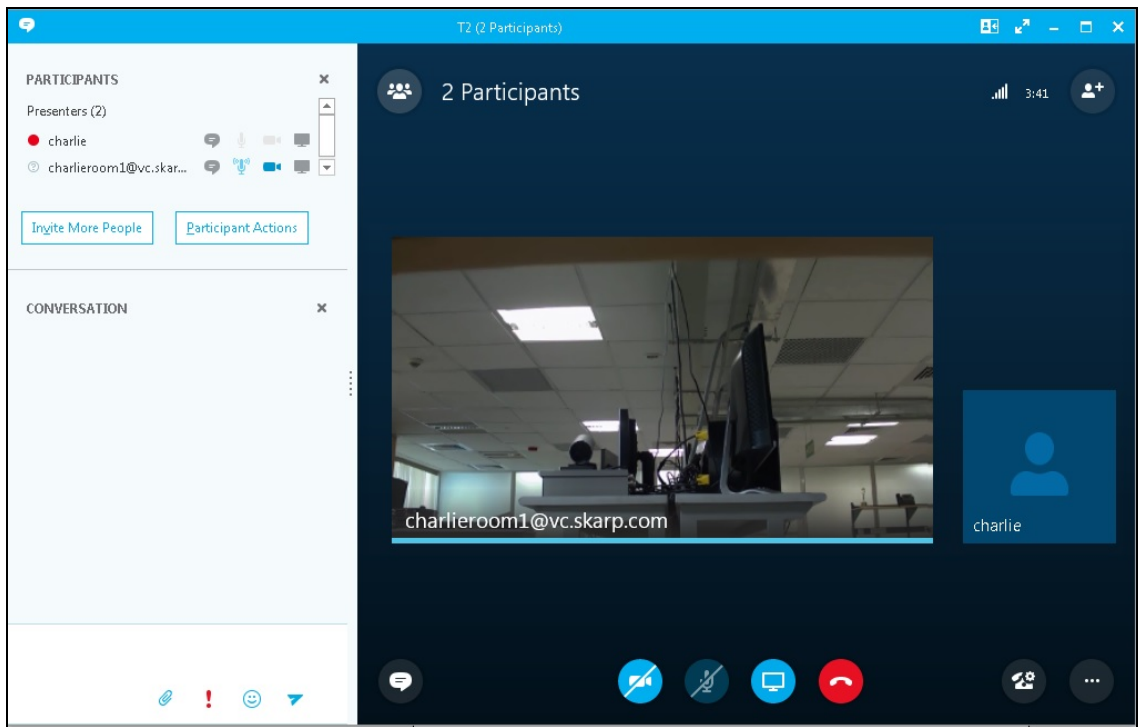 T2 (2 Participants)
PARTICIPANTS
Presenters (2)
charlie
charlieroom1@vc.skar...
Invite More People
Participant Actions
CONVERSATION
2 Participants
3:41
charlieroom1@vc.skarp.com
charlie